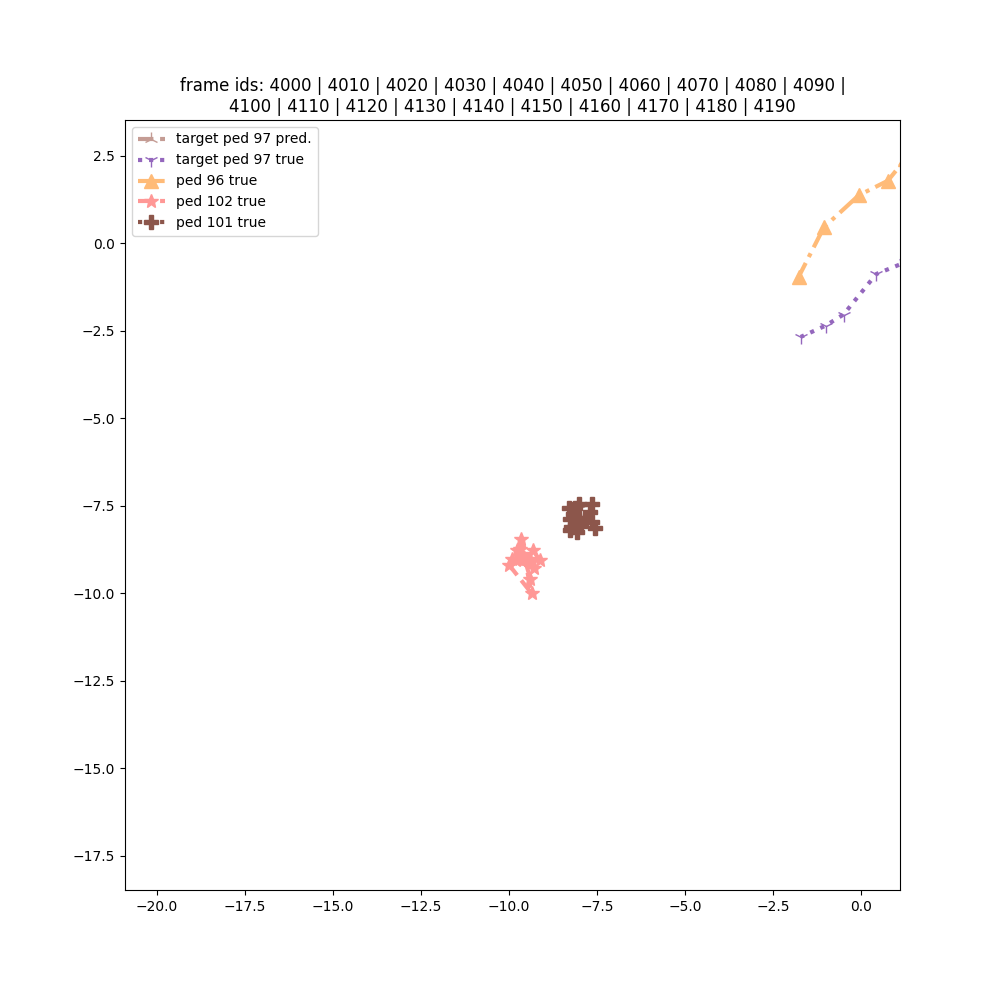 frame ids: 4000 | 4010 | 4020 | 4030 | 4040 | 4050 | 4060 | 4070 | 4080 | 4090 |
4100 | 4110 | 4120 | 4130 | 4140 | 4150 | 4160 | 4170 | 4180 | 4190
target ped 97 pred.
target ped 97 true
ped 96 true
ped 102 true
ped 101 true
2.5
0.0
−2.5
−5.0
−7.5
−10.0
−12.5
−15.0
−17.5
−20.0 −17.5 −15.0 −12.5 −10.0 −7.5 −5.0 −2.5 0.0